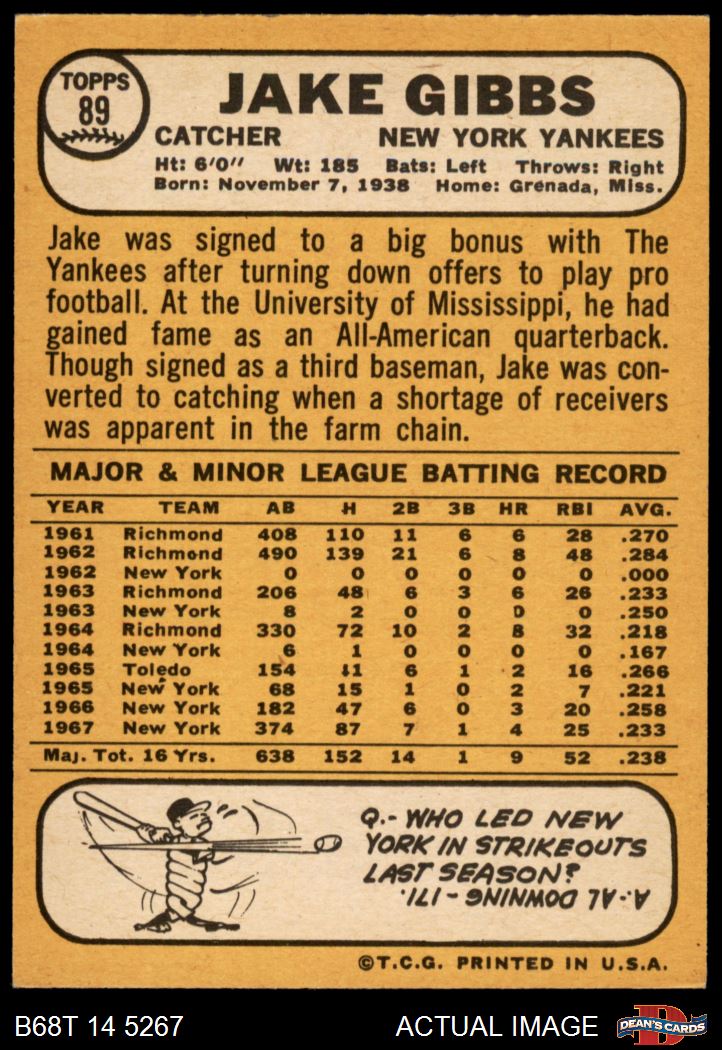 TOPPS
89
JAKE GIBBS
CATCHER NEW YORK YANKEES
Ht: 6'0" Wt: 185 Bats: Left Throws: Right
Born: November 7, 1938 Home: Grenada, Miss.
Jake was signed to a big bonus with The
Yankees after turning down offers to play pro
football. At the University of Mississippi, he had
gained fame as an All-American quarterback.
Though signed as a third baseman, Jake was con-
verted to catching when a shortage of receivers
was apparent in the farm chain.
MAJOR & MINOR LEAGUE BATTING RECORD
YEAR TEAM AB H 2B 3B HR RBI AVG.
1961 Richmond 408 110 11 6 6 28 .270
1962 Richmond 490 139 21 6 8 48 .284
1962 New York 0 0 0 0 0 0 .000
1963 Richmond 206 48 6 3 6 26 .233
1963 New York 8 2 0 0 0 0 .250
1964 Richmond 330 72 10 2 8 32 .218
1964 New York 6 1 0 0 0 0 .167
1965 Toledo 154 41 6 1 2 16 .266
1965 New York 68 15 1 0 2 7 .221
1966 New York 182 47 6 0 3 20 .258
1967 New York 374 87 7 1 4 25 .233
Maj. Tot. 16 Yrs. 638 152 14 1 9 52 .238
Q.- WHO LED NEW
YORK IN STRIKEOUTS
LAST SEASON?
A.- AL DOWNING - 171.
©T.C.G. PRINTED IN U.S.A.
B68T 14 5267 ACTUAL IMAGE
D
DEAN'S CARDS